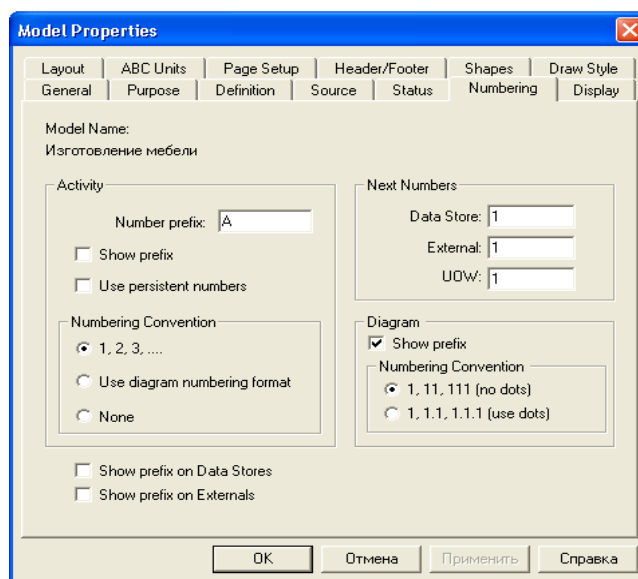 Model Properties
Layout ABC Units Page Setup Header/Footer Shapes Draw Style
General Purpose Definition Source Status Numbering Display
Model Name:
Изготовление мебели
Activity
Number prefix: A
Show prefix
Use persistent numbers
Numbering Convention
1, 2, 3, ....
Use diagram numbering format
None
Next Numbers
Data Store: 1
External: 1
UOW: 1
Diagram
Show prefix
Numbering Convention
1, 11, 111 (no dots)
1, 1.1, 1.1.1 (use dots)
Show prefix on Data Stores
Show prefix on Externals
OK Отмена Применить Справка